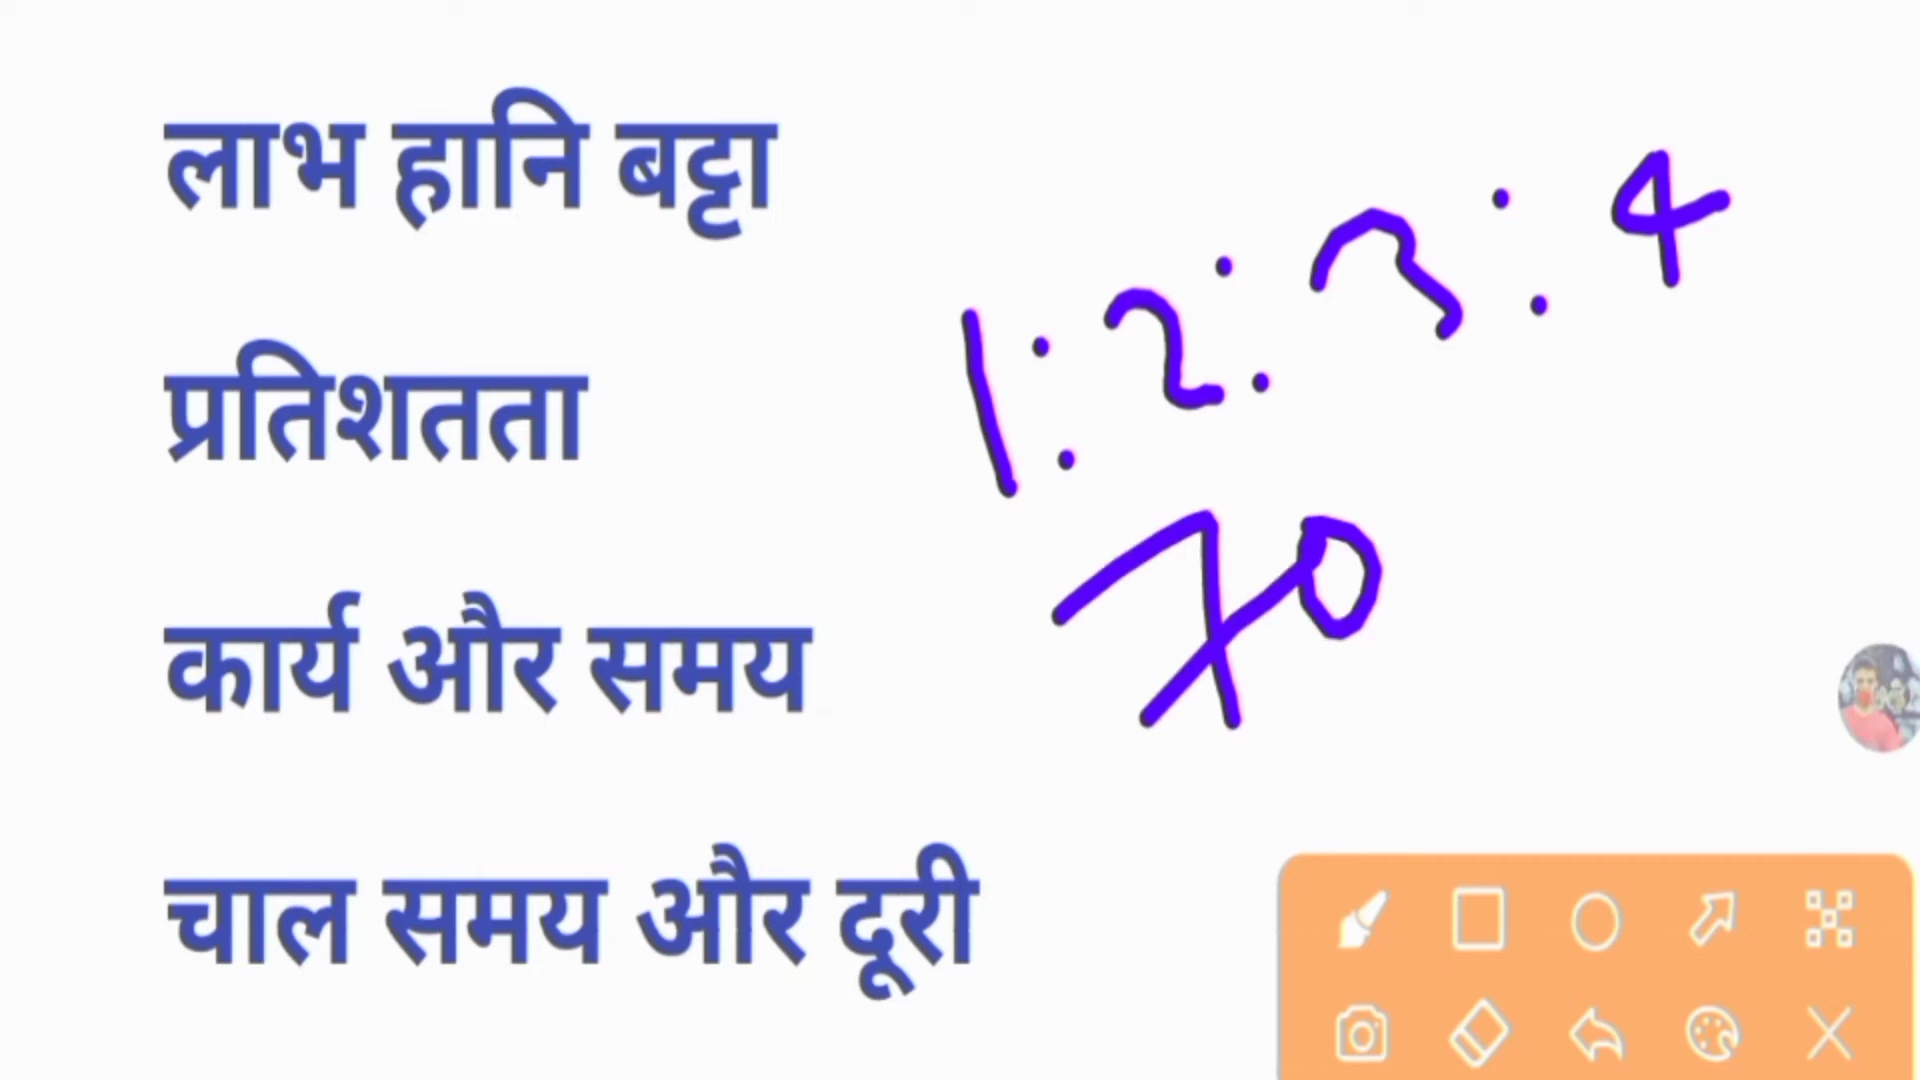 लाभ हानि बट्टा
1:2:3:4
प्रतिशतता
70
कार्य और समय
चाल समय और दूरी